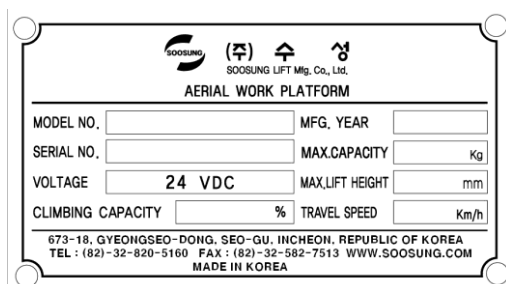 SOOSUNG (주) 수 성
SOOSUNG LIFT Mfg. Co., Ltd.
AERIAL WORK PLATFORM
MODEL NO. MFG. YEAR
SERIAL NO. MAX.CAPACITY Kg
VOLTAGE 24 VDC MAX.LIFT HEIGHT mm
CLIMBING CAPACITY % TRAVEL SPEED Km/h
673-18, GYEONGSEO-DONG, SEO-GU, INCHEON, REPUBLIC OF KOREA
TEL : (82)-32-820-5160 FAX : (82)-32-582-7513 WWW.SOOSUNG.COM
MADE IN KOREA